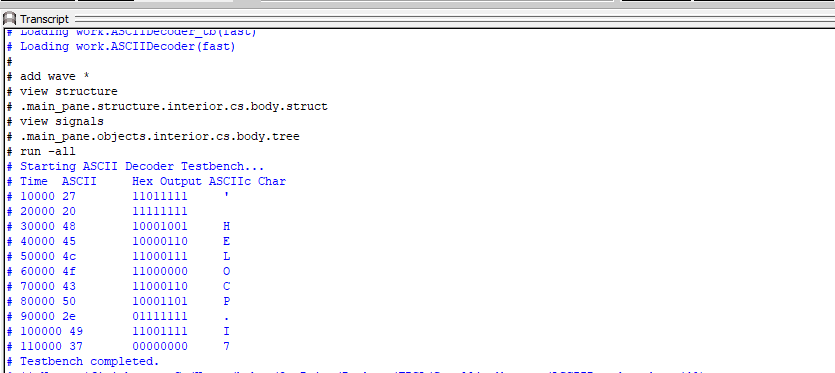 Transcript
# Loading work.ASCIIDecoder_tb(fast)
# Loading work.ASCIIDecoder(fast)
#
# add wave *
# view structure
# .main_pane.structure.interior.cs.body.struct
# view signals
# .main_pane.objects.interior.cs.body.tree
# run -all
# Starting ASCII Decoder Testbench...
# Time  ASCII     Hex Output ASCIIc Char
# 10000 27        11011111     '
# 20000 20        11111111
# 30000 48        10001001     H
# 40000 45        10000110     E
# 50000 4c        11000111     L
# 60000 4f        11000000     O
# 70000 43        11000110     C
# 80000 50        10001101     P
# 90000 2e        01111111     .
# 100000 49       11001111     I
# 110000 37       00000000     7
# Testbench completed.